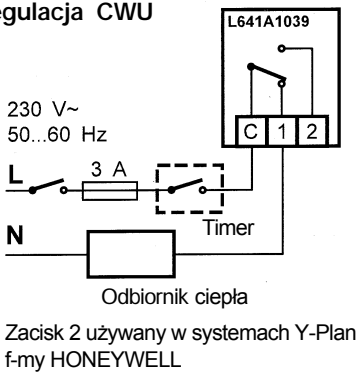 egulacja CWU
L641A1039
230 V~
50...60 Hz
C 1 2
L
3 A
Timer
N
Odbiornik ciepła
Zacisk 2 używany w systemach Y-Plan
f-my HONEYWELL